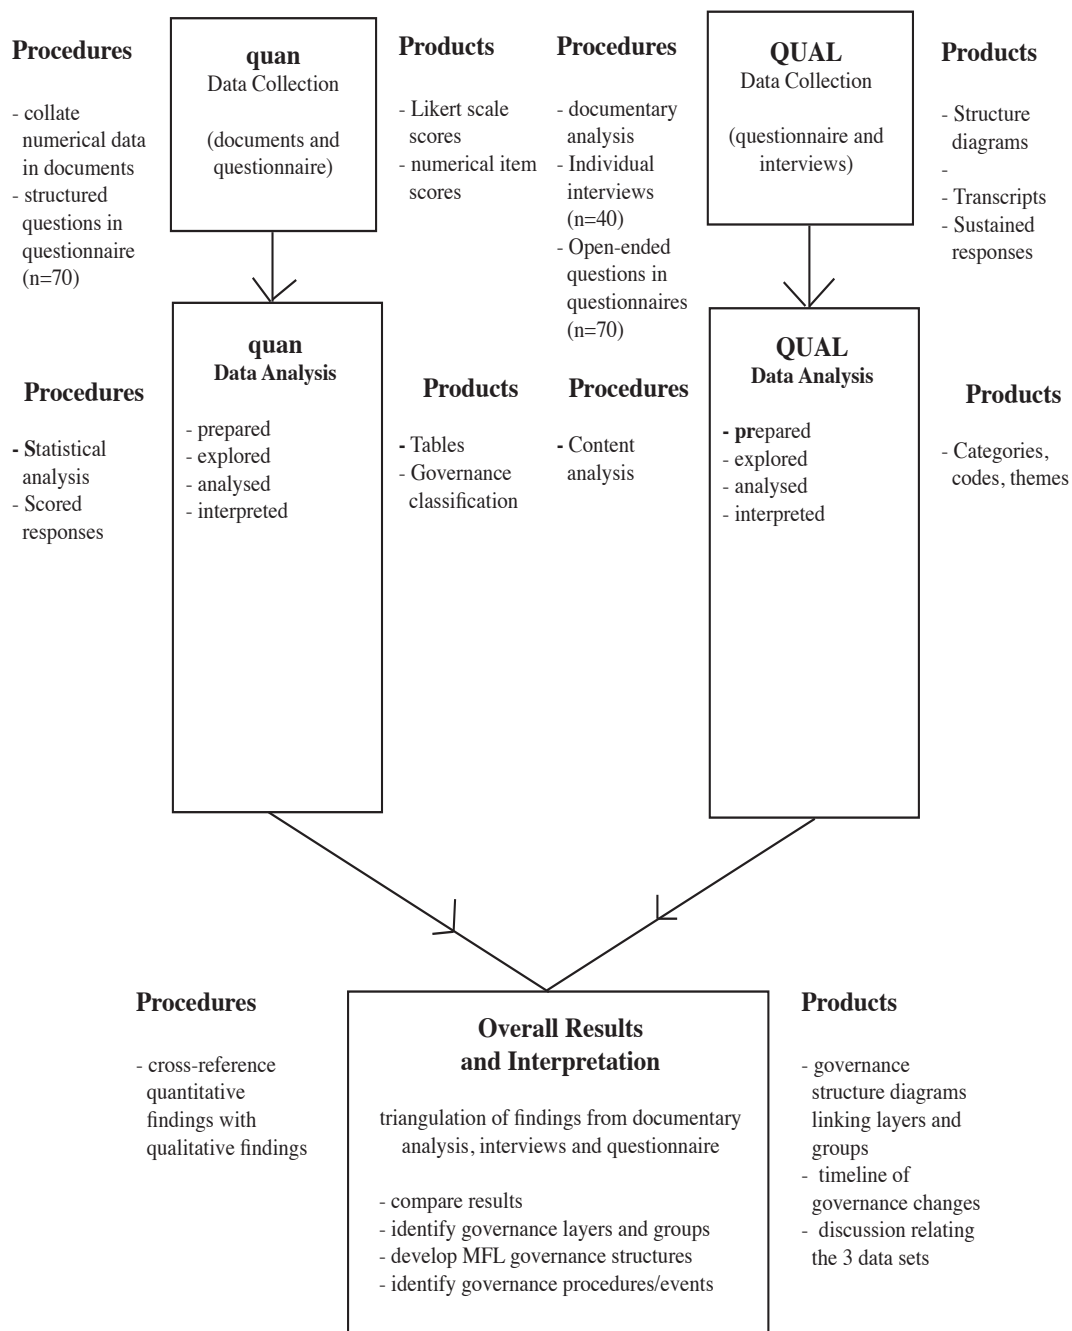 Procedures
- collate
numerical data
in documents
- structured
questions in
questionnaire
(n=70)
quan
Data Collection
(documents and
questionnaire)
Products
- Likert scale
scores
- numerical item
scores
Procedures
- documentary
analysis
- Individual
interviews
(n=40)
- Open-ended
questions in
questionnaires
(n=70)
QUAL
Data Collection
(questionnaire and
interviews)
Products
- Structure
diagrams
-
- Transcripts
- Sustained
responses
Procedures
- Statistical
analysis
- Scored
responses
quan
Data Analysis
- prepared
- explored
- analysed
- interpreted
Products
- Tables
- Governance
classification
Procedures
- Content
analysis
QUAL
Data Analysis
- prepared
- explored
- analysed
- interpreted
Products
- Categories,
codes, themes
Procedures
- cross-reference
quantitative
findings with
qualitative findings
Overall Results
and Interpretation
triangulation of findings from documentary
analysis, interviews and questionnaire
- compare results
- identify governance layers and groups
- develop MFL governance structures
- identify governance procedures/events
Products
- governance
structure diagrams
linking layers and
groups
- timeline of
governance changes
- discussion relating
the 3 data sets